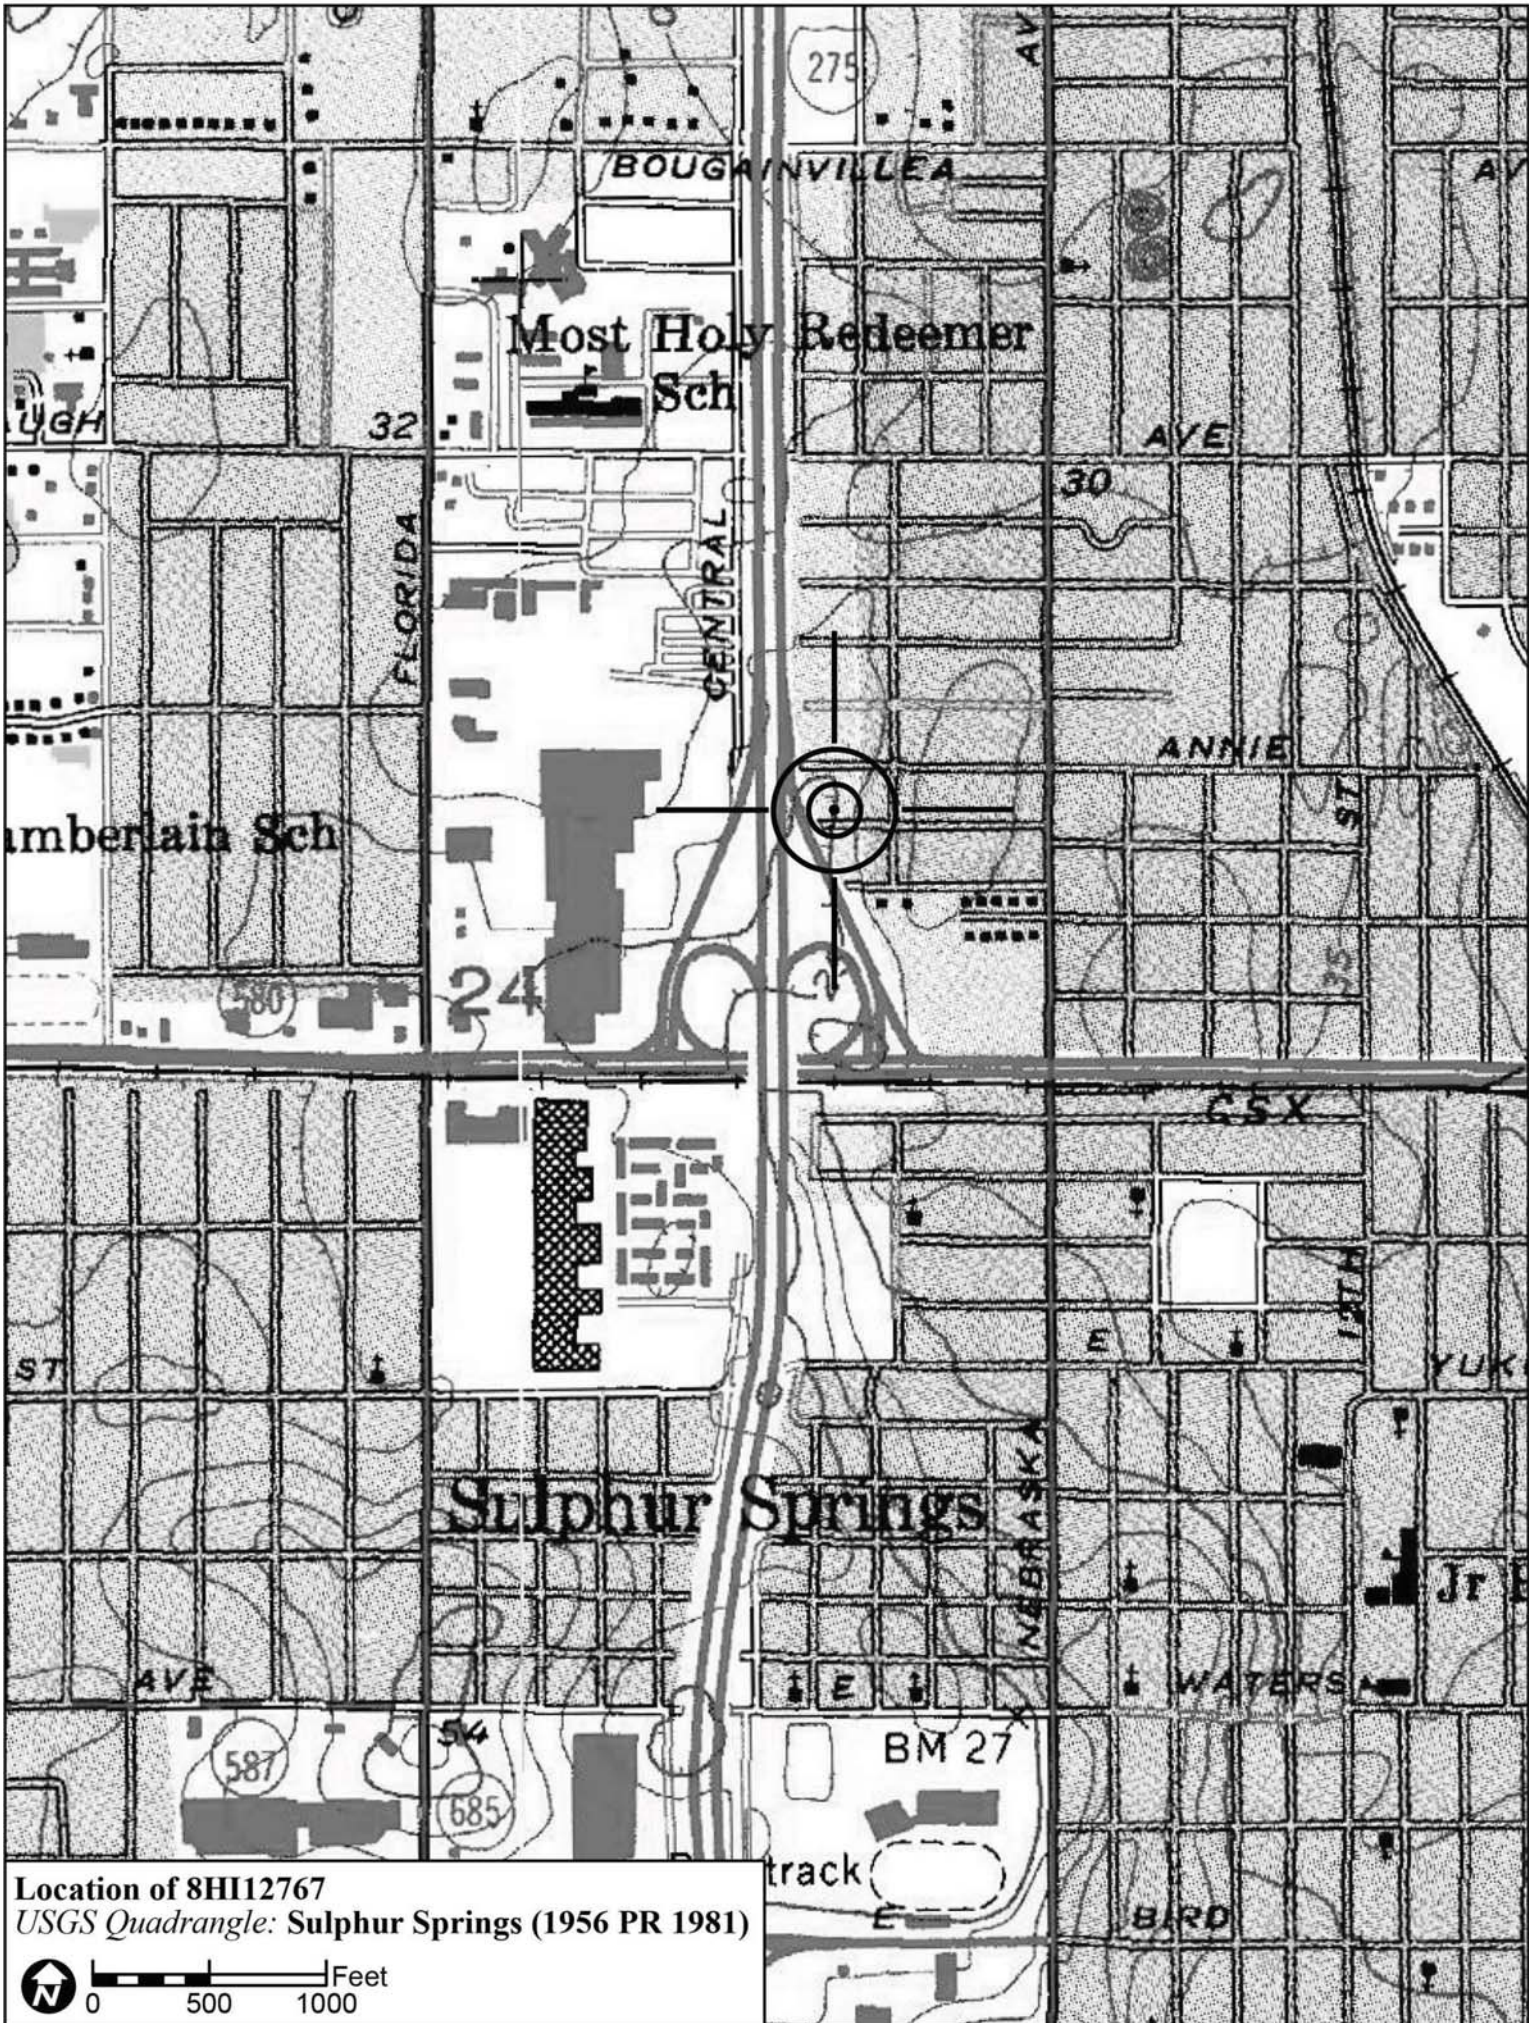 275
AV
BOUGAINVILLEA
AV
Most Holy Redeemer
Sch
UGH
32
AVE
30
FLORIDA
CENTRAL
ANNIE
ST
amberlain Sch
24
580
35
CSX
12TH
E
ST
YUK
NEBRASKA
Sulphur Springs
Jr H
AVE
E
WATERS
54
BM 27
587
685
track
E
BIRD
Location of 8HI12767
USGS Quadrangle: Sulphur Springs (1956 PR 1981)
N
Feet
0 500 1000